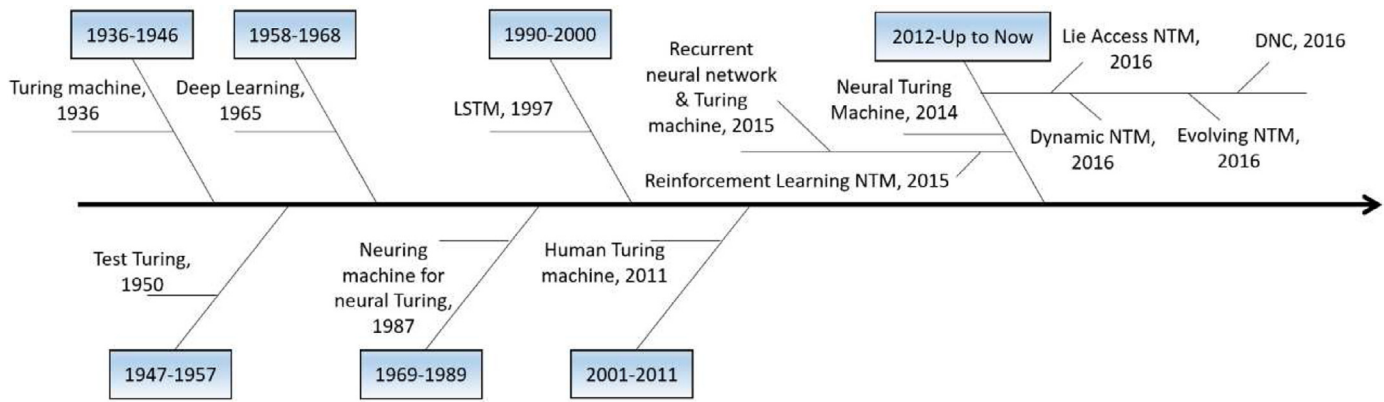 1936-1946
1958-1968
1990-2000
2012-Up to Now
Turing machine,
1936
Deep Learning,
1965
LSTM, 1997
Recurrent
neural network
& Turing
machine, 2015
Neural Turing
Machine, 2014
Lie Access NTM,
2016
DNC, 2016
Dynamic NTM,
2016
Evolving NTM,
2016
Reinforcement Learning NTM, 2015
Test Turing,
1950
Neuring
machine for
neural Turing,
1987
Human Turing
machine, 2011
1947-1957
1969-1989
2001-2011